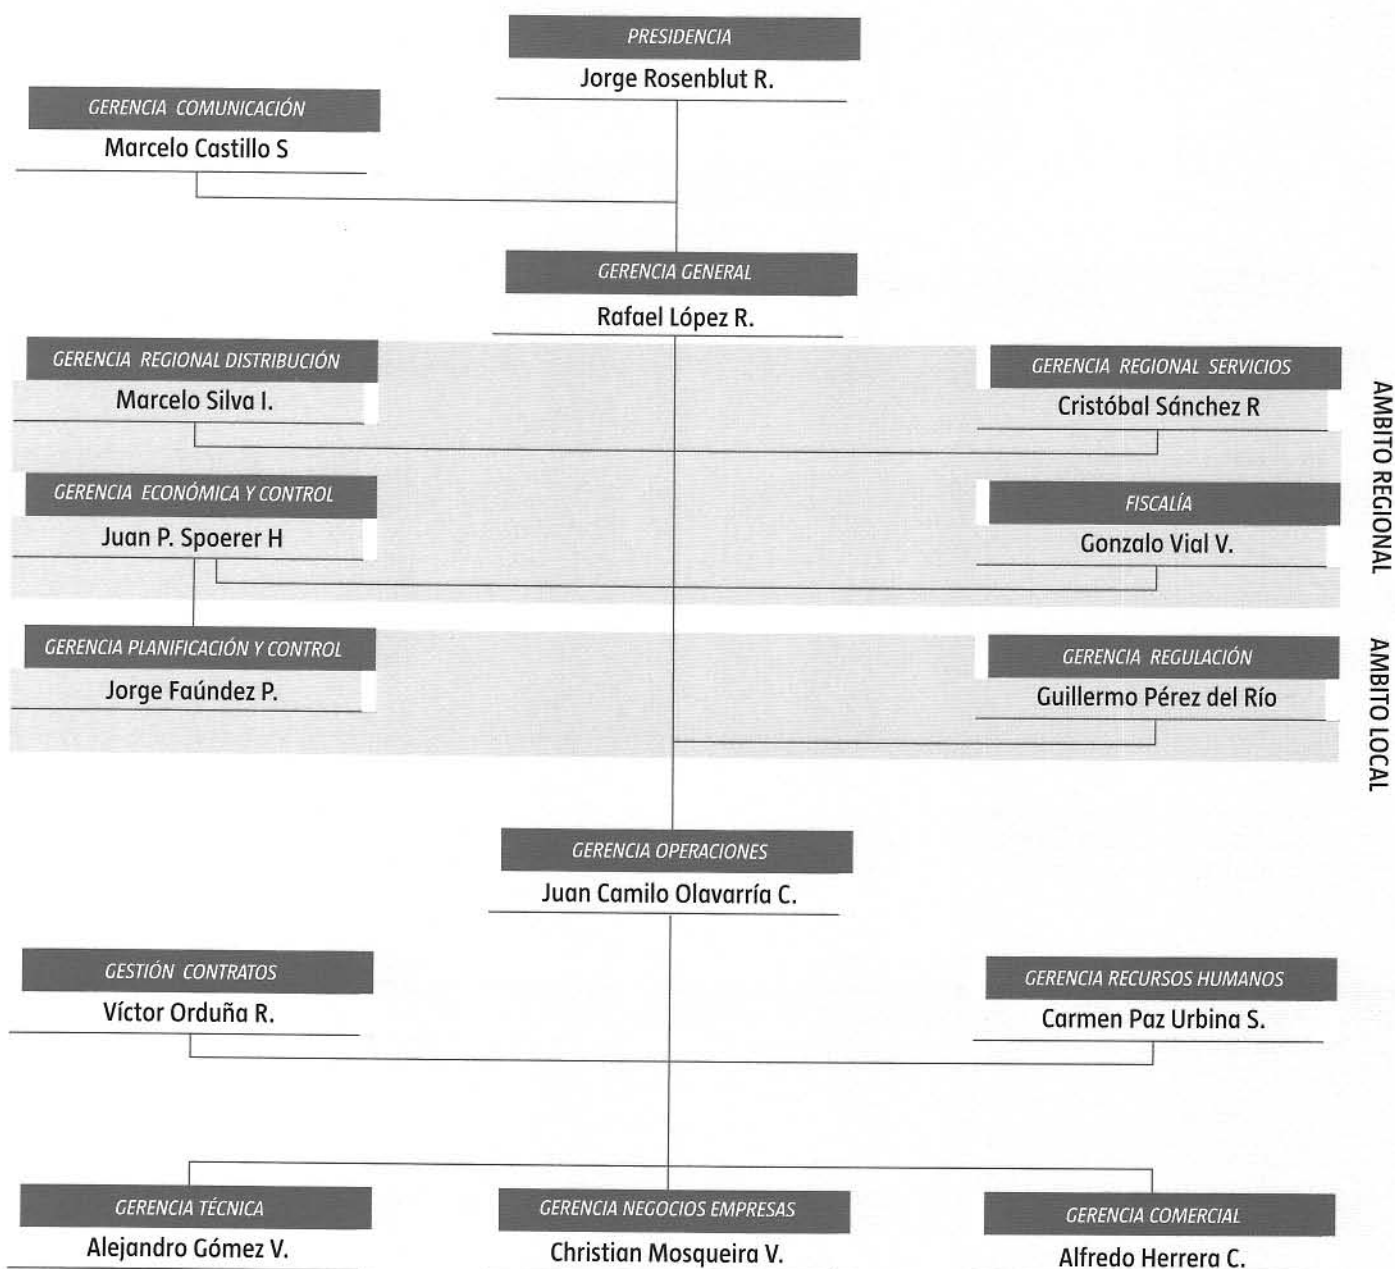 PRESIDENCIA
Jorge Rosenblut R.
GERENCIA COMUNICACIÓN
Marcelo Castillo S
GERENCIA GENERAL
Rafael López R.
GERENCIA REGIONAL DISTRIBUCIÓN
Marcelo Silva I.
GERENCIA REGIONAL SERVICIOS
Cristóbal Sánchez R
GERENCIA ECONÓMICA Y CONTROL
Juan P. Spoerer H
FISCALÍA
Gonzalo Vial V.
AMBITO REGIONAL
GERENCIA PLANIFICACIÓN Y CONTROL
Jorge Faúndez P.
GERENCIA REGULACIÓN
Guillermo Pérez del Río
AMBITO LOCAL
GERENCIA OPERACIONES
Juan Camilo Olavarría C.
GESTIÓN CONTRATOS
Víctor Orduña R.
GERENCIA RECURSOS HUMANOS
Carmen Paz Urbina S.
GERENCIA TÉCNICA
Alejandro Gómez V.
GERENCIA NEGOCIOS EMPRESAS
Christian Mosqueira V.
GERENCIA COMERCIAL
Alfredo Herrera C.